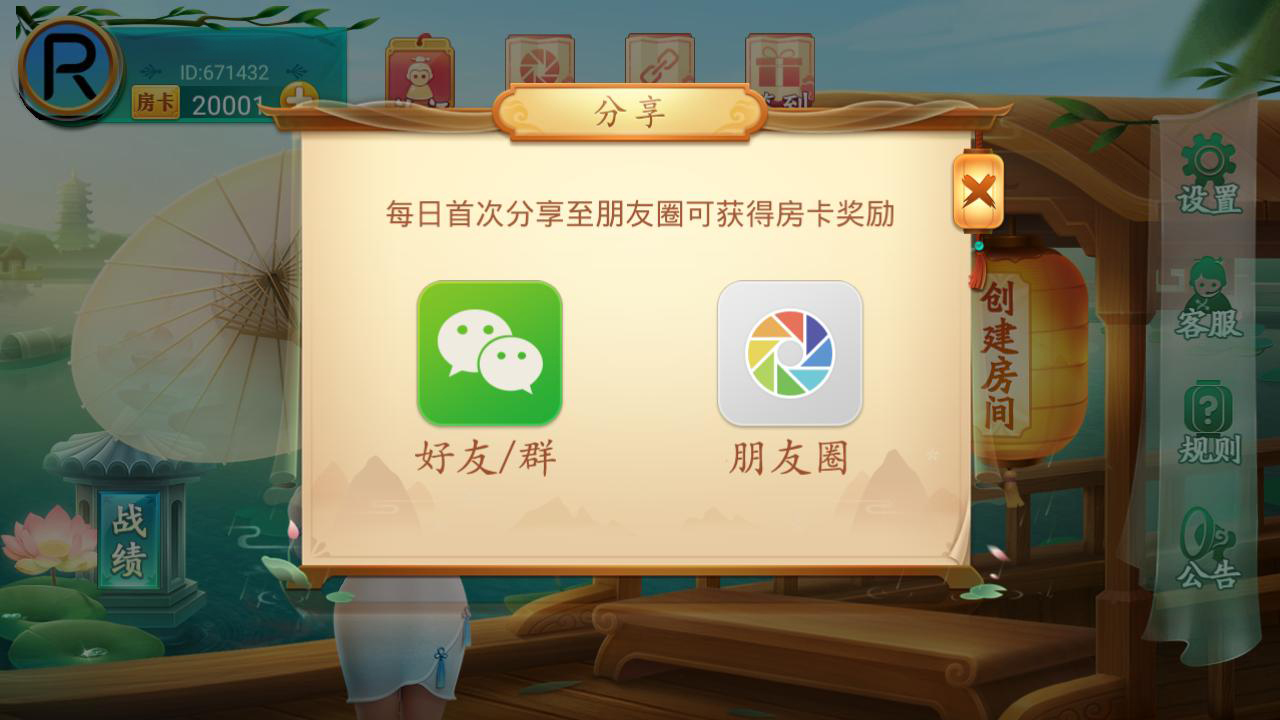 R
ID:671432
房卡 20001
分享
每日首次分享至朋友圈可获得房卡奖励
好友/群
朋友圈
创建房间
战绩
设置
客服
规则
公告